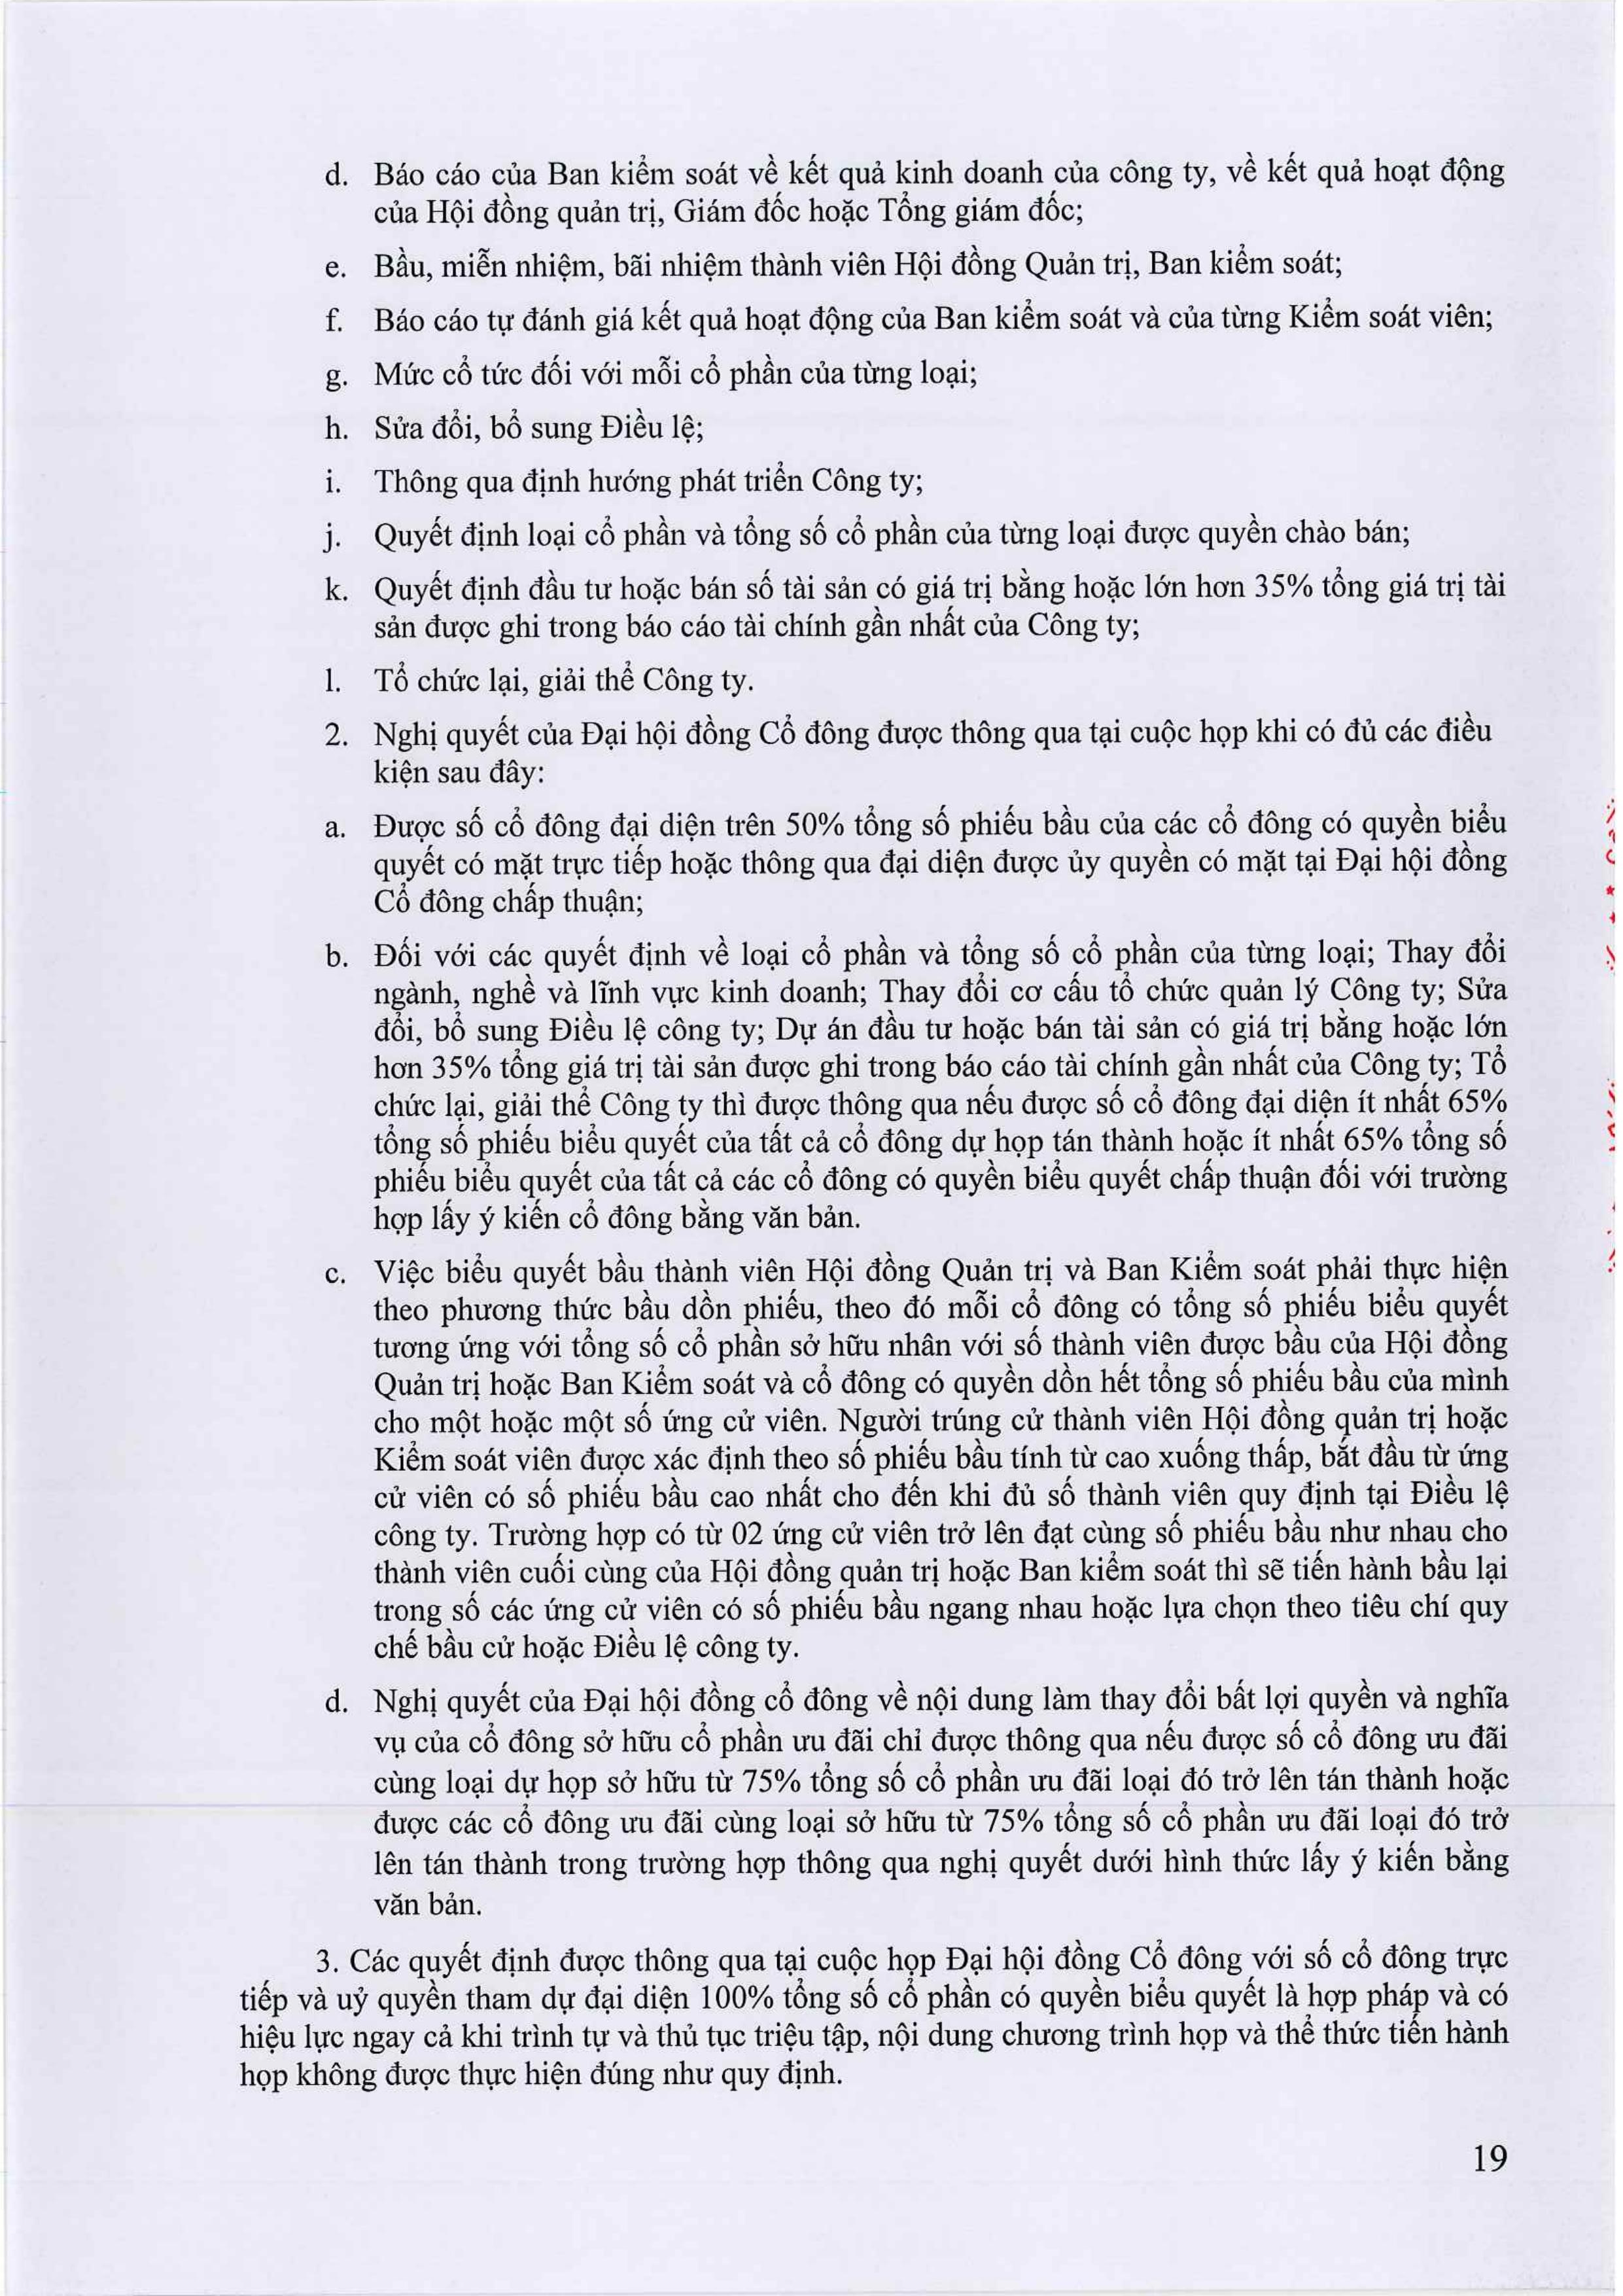 d. Báo cáo của Ban kiểm soát về kết quả kinh doanh của công ty, về kết quả hoạt động
của Hội đồng quản trị, Giám đốc hoặc Tổng giám đốc;
e. Bầu, miễn nhiệm, bãi nhiệm thành viên Hội đồng Quản trị, Ban kiểm soát;
f. Báo cáo tự đánh giá kết quả hoạt động của Ban kiểm soát và của từng Kiểm soát viên;
g. Mức cổ tức đối với mỗi cổ phần của từng loại;
h. Sửa đổi, bổ sung Điều lệ;
i. Thông qua định hướng phát triển Công ty;
j. Quyết định loại cổ phần và tổng số cổ phần của từng loại được quyền chào bán;
k. Quyết định đầu tư hoặc bán số tài sản có giá trị bằng hoặc lớn hơn 35% tổng giá trị tài
sản được ghi trong báo cáo tài chính gần nhất của Công ty;
l. Tổ chức lại, giải thể Công ty.
2. Nghị quyết của Đại hội đồng Cổ đông được thông qua tại cuộc họp khi có đủ các điều
kiện sau đây:
a. Được số cổ đông đại diện trên 50% tổng số phiếu bầu của các cổ đông có quyền biểu
quyết có mặt trực tiếp hoặc thông qua đại diện được ủy quyền có mặt tại Đại hội đồng
Cổ đông chấp thuận;
b. Đối với các quyết định về loại cổ phần và tổng số cổ phần của từng loại; Thay đổi
ngành, nghề và lĩnh vực kinh doanh; Thay đổi cơ cấu tổ chức quản lý Công ty; Sửa
đổi, bổ sung Điều lệ công ty; Dự án đầu tư hoặc bán tài sản có giá trị bằng hoặc lớn
hơn 35% tổng giá trị tài sản được ghi trong báo cáo tài chính gần nhất của Công ty; Tổ
chức lại, giải thể Công ty thì được thông qua nếu được số cổ đông đại diện ít nhất 65%
tổng số phiếu biểu quyết của tất cả cổ đông dự họp tán thành hoặc ít nhất 65% tổng số
phiếu biểu quyết của tất cả các cổ đông có quyền biểu quyết chấp thuận đối với trường
hợp lấy ý kiến cổ đông bằng văn bản.
c. Việc biểu quyết bầu thành viên Hội đồng Quản trị và Ban Kiểm soát phải thực hiện
theo phương thức bầu dồn phiếu, theo đó mỗi cổ đông có tổng số phiếu biểu quyết
tương ứng với tổng số cổ phần sở hữu nhân với số thành viên được bầu của Hội đồng
Quản trị hoặc Ban Kiểm soát và cổ đông có quyền dồn hết tổng số phiếu bầu của mình
cho một hoặc một số ứng cử viên. Người trúng cử thành viên Hội đồng quản trị hoặc
Kiểm soát viên được xác định theo số phiếu bầu tính từ cao xuống thấp, bắt đầu từ ứng
cử viên có số phiếu bầu cao nhất cho đến khi đủ số thành viên quy định tại Điều lệ
công ty. Trường hợp có từ 02 ứng cử viên trở lên đạt cùng số phiếu bầu như nhau cho
thành viên cuối cùng của Hội đồng quản trị hoặc Ban kiểm soát thì sẽ tiến hành bầu lại
trong số các ứng cử viên có số phiếu bầu ngang nhau hoặc lựa chọn theo tiêu chí quy
chế bầu cử hoặc Điều lệ công ty.
d. Nghị quyết của Đại hội đồng cổ đông về nội dung làm thay đổi bất lợi quyền và nghĩa
vụ của cổ đông sở hữu cổ phần ưu đãi chỉ được thông qua nếu được số cổ đông ưu đãi
cùng loại dự họp sở hữu từ 75% tổng số cổ phần ưu đãi loại đó trở lên tán thành hoặc
được các cổ đông ưu đãi cùng loại sở hữu từ 75% tổng số cổ phần ưu đãi loại đó trở
lên tán thành trong trường hợp thông qua nghị quyết dưới hình thức lấy ý kiến bằng
văn bản.
3. Các quyết định được thông qua tại cuộc họp Đại hội đồng Cổ đông với số cổ đông trực
tiếp và uỷ quyền tham dự đại diện 100% tổng số cổ phần có quyền biểu quyết là hợp pháp và có
hiệu lực ngay cả khi trình tự và thủ tục triệu tập, nội dung chương trình họp và thể thức tiến hành
họp không được thực hiện đúng như quy định.
19